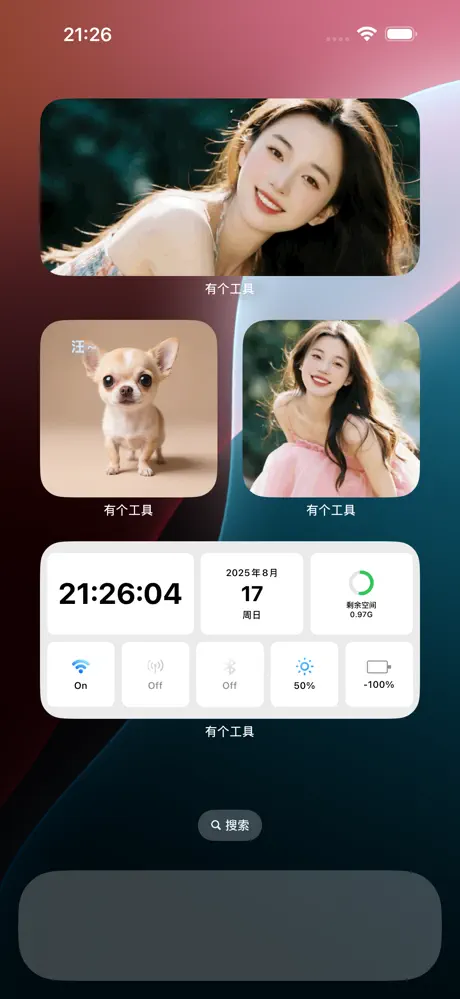 21:26
有个工具
汪~
有个工具
有个工具
21:26:04
2025年8月
17
周日
剩余空间
0.97G
On
Off
Off
50%
-100%
有个工具
搜索